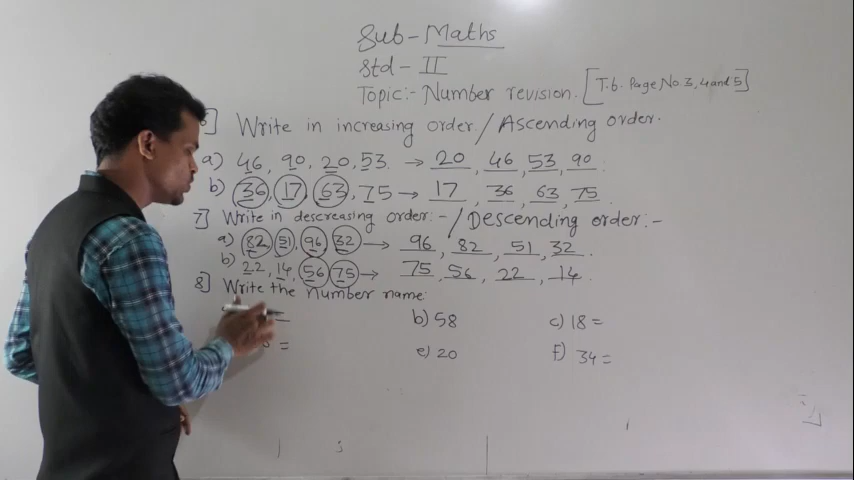 Sub- Maths
Std - II
Topic:- Number revision. [T.b. Page No. 3, 4 and 5]
6] Write in increasing order. / Ascending order.
a) 46, 90, 20, 53. → 20, 46, 53, 90.
b) 36, 17, 63, 75 → 17, 36, 63, 75.
7] Write in descreasing order:- / Descending order:-
a) 82, 51, 96, 32 → 96, 82, 51, 32.
b) 22, 14, 56, 75 → 75, 56, 22, 14.
8] Write the number name:
= b) 58 c) 18 =
= e) 20 f) 34 =